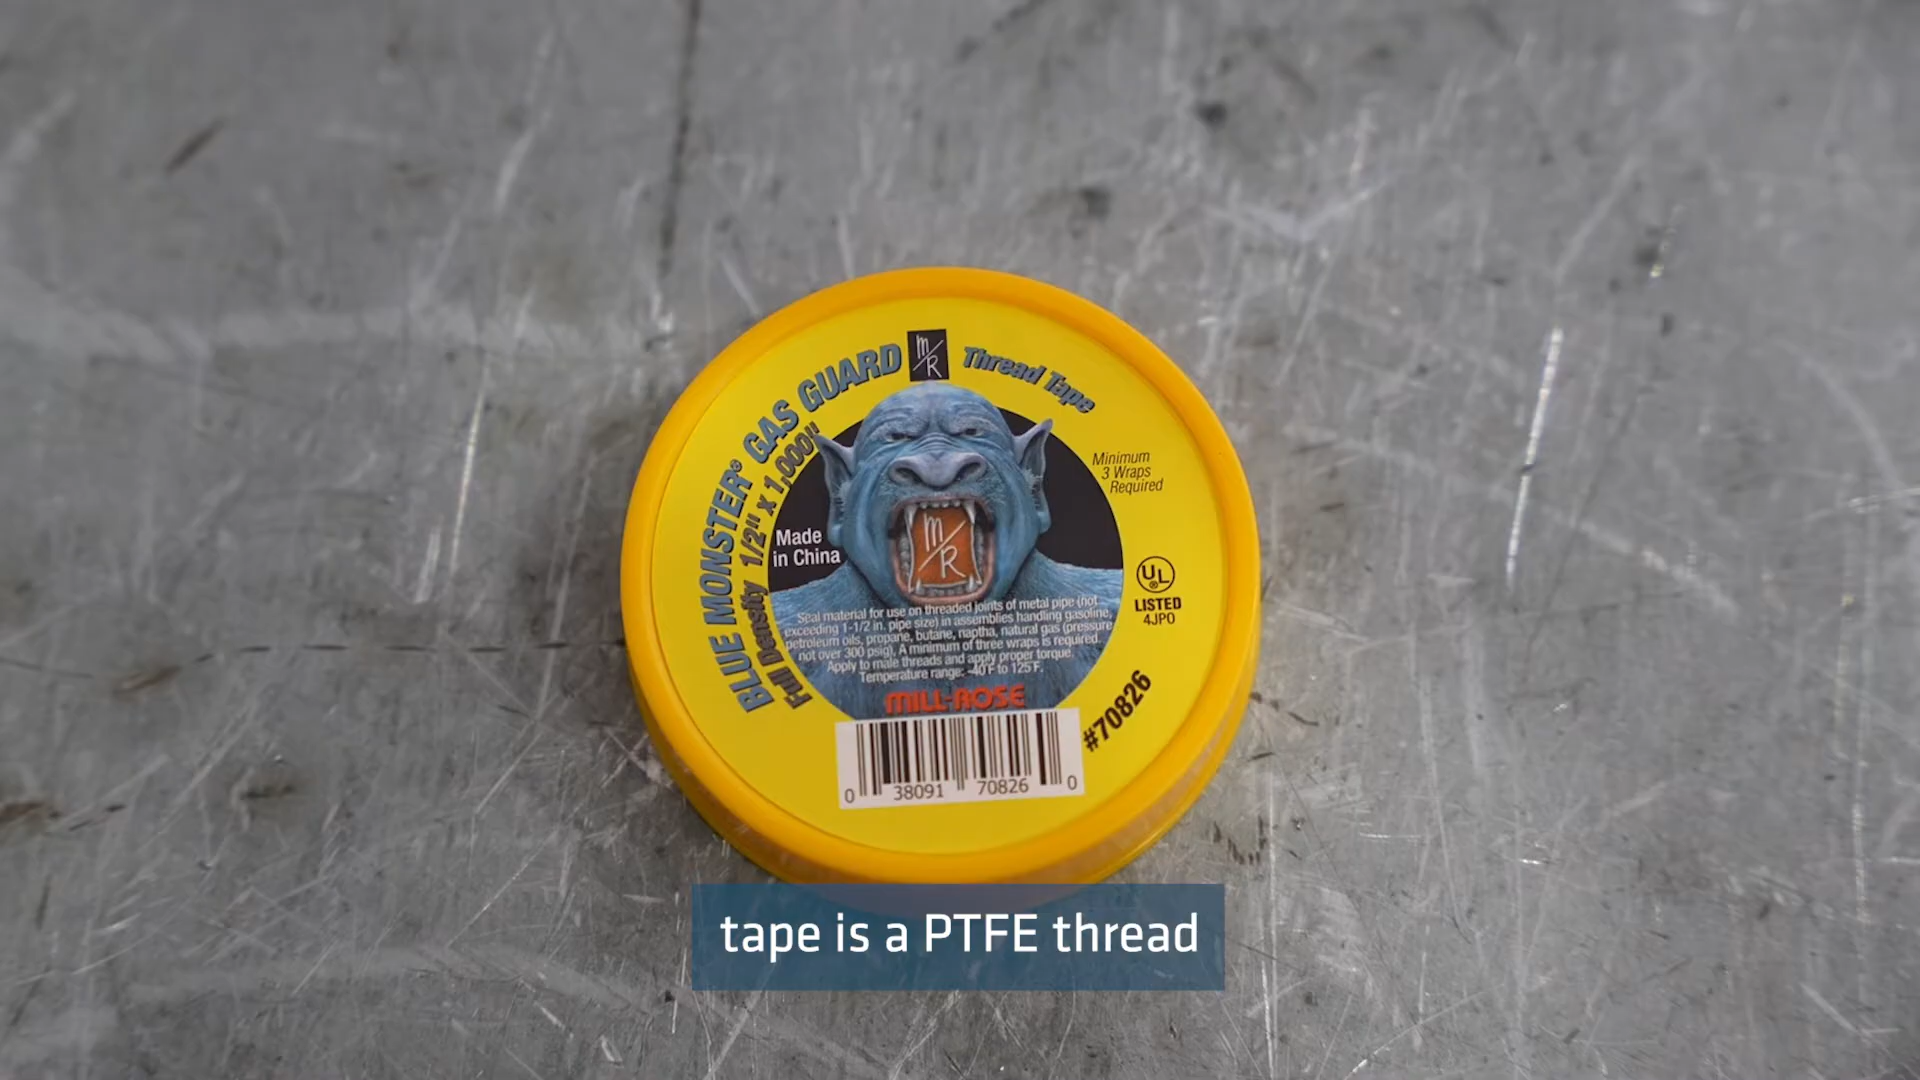 BLUE MONSTER® GAS GUARD
M/R
Thread Tape
Full Density 1/2" x 1,000"
Minimum
3 Wraps
Required
Made
in China
M/R
UL®
LISTED
4JPO
Seal material for use on threaded joints of metal pipe (not
exceeding 1-1/2 in. pipe size) in assemblies handling gasoline,
petroleum oils, propane, butane, naptha, natural gas (pressure
not over 300 psig), A minimum of three wraps is required.
Apply to male threads and apply proper torque.
Temperature range: -40°F to 125°F.
MILL-ROSE
#70826
0 38091 70826 0
tape is a PTFE thread